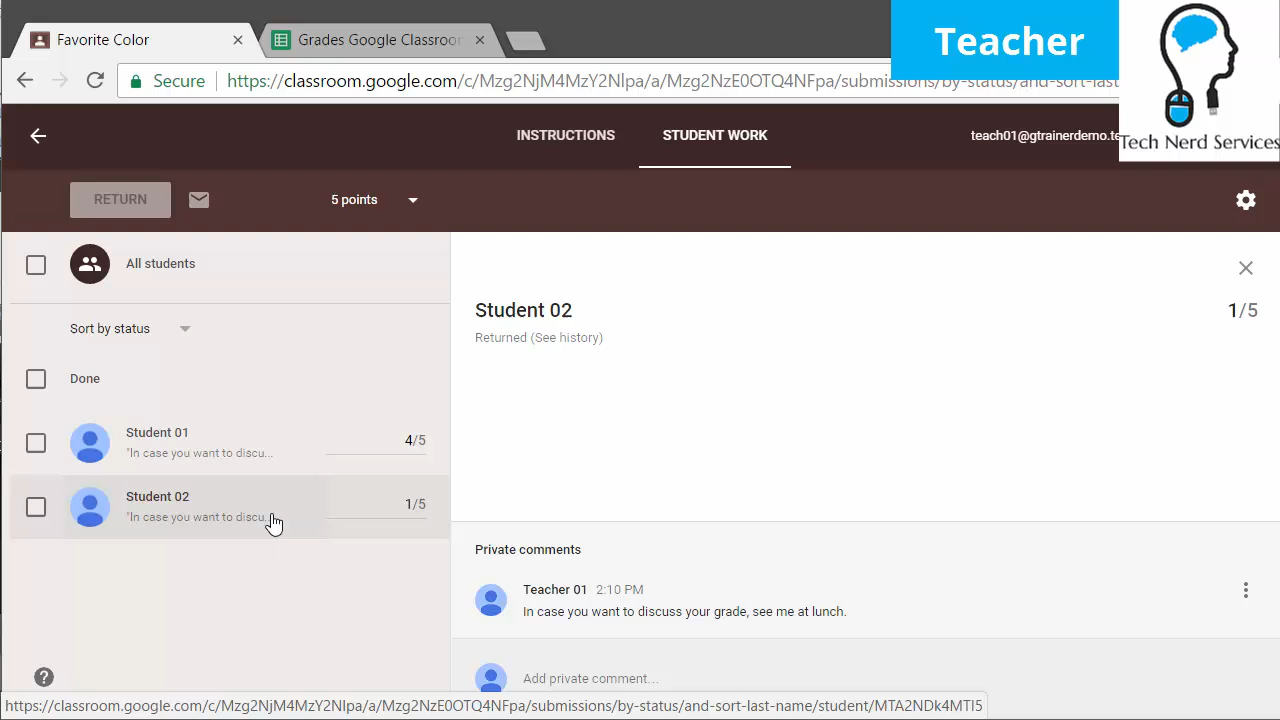 Favorite Color
Grades Google Classroor
Teacher
Secure
https://classroom.google.com/c/Mzg2NjM4MzY2Nlpa/a/Mzg2NzE0OTQ4NFpa/submissions/by-status/and-sort-last
Tech Nerd Services
INSTRUCTIONS
STUDENT WORK
teach01@gtrainerdemo.te
RETURN
5 points
All students
Sort by status
Done
Student 01
"In case you want to discu...
4/5
Student 02
"In case you want to discu...
1/5
Student 02
1/5
Returned (See history)
Private comments
Teacher 01 2:10 PM
In case you want to discuss your grade, see me at lunch.
Add private comment...
https://classroom.google.com/c/Mzg2NjM4MzY2Nlpa/a/Mzg2NzE0OTQ4NFpa/submissions/by-status/and-sort-last-name/student/MTA2NDk4MTI5